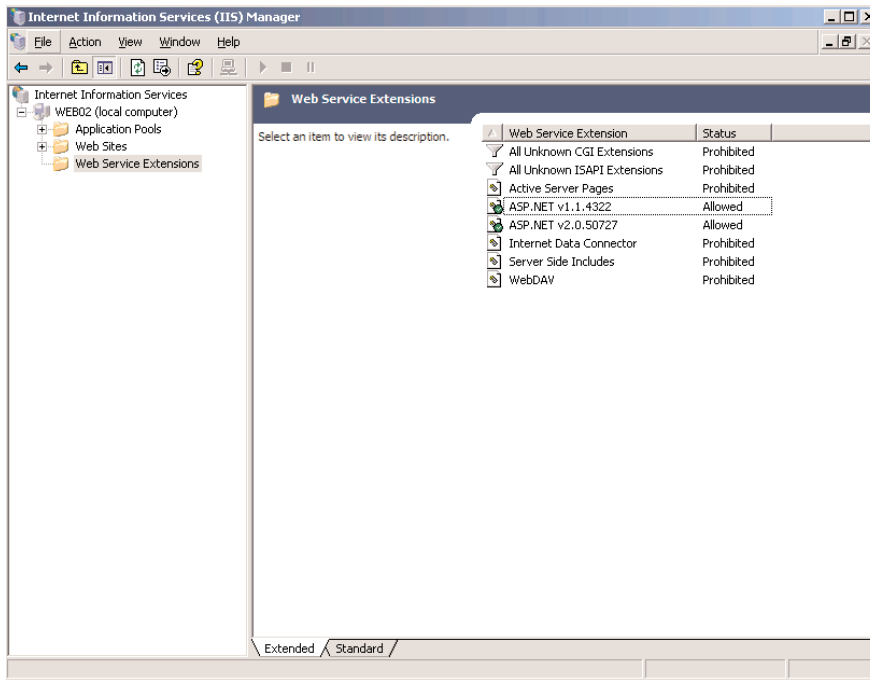 Internet Information Services (IIS) Manager
File Action View Window Help
Internet Information Services
WEB02 (local computer)
Application Pools
Web Sites
Web Service Extensions
Web Service Extensions
Select an item to view its description.
Web Service Extension Status
All Unknown CGI Extensions Prohibited
All Unknown ISAPI Extensions Prohibited
Active Server Pages Prohibited
ASP.NET v1.1.4322 Allowed
ASP.NET v2.0.50727 Allowed
Internet Data Connector Prohibited
Server Side Includes Prohibited
WebDAV Prohibited
Extended Standard